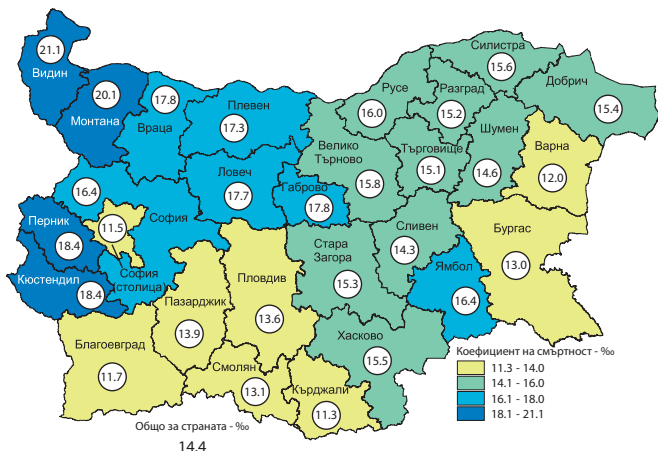 21.1
Видин
20.1
Монтана
17.8
Враца
Плевен
17.3
Ловеч
17.7
Габрово
17.8
Велико
Търново
15.8
Русе
16.0
Разград
15.2
Силистра
15.6
Добрич
15.4
Шумен
14.6
Търговище
15.1
Варна
12.0
16.4
София
11.5
София
(столица)
Перник
18.4
Кюстендил
18.4
Благоевград
11.7
Пазарджик
13.9
Пловдив
13.6
Смолян
13.1
Кърджали
11.3
Стара
Загора
15.3
Хасково
15.5
Сливен
14.3
Ямбол
16.4
Бургас
13.0
Коефициент на смъртност - ‰
11.3 - 14.0
14.1 - 16.0
16.1 - 18.0
18.1 - 21.1
Общо за страната - ‰
14.4